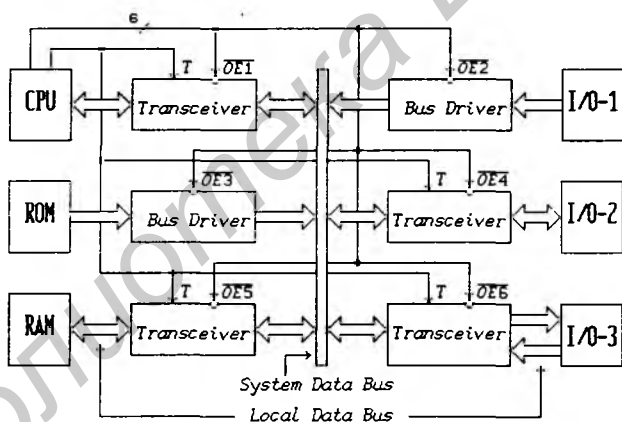 6
T OE1 OE2
CPU Transceiver Bus Driver I/O-1
OE3 T OE4
ROM Bus Driver Transceiver I/O-2
T OE5 T OE6
RAM Transceiver Transceiver I/O-3
System Data Bus
Local Data Bus